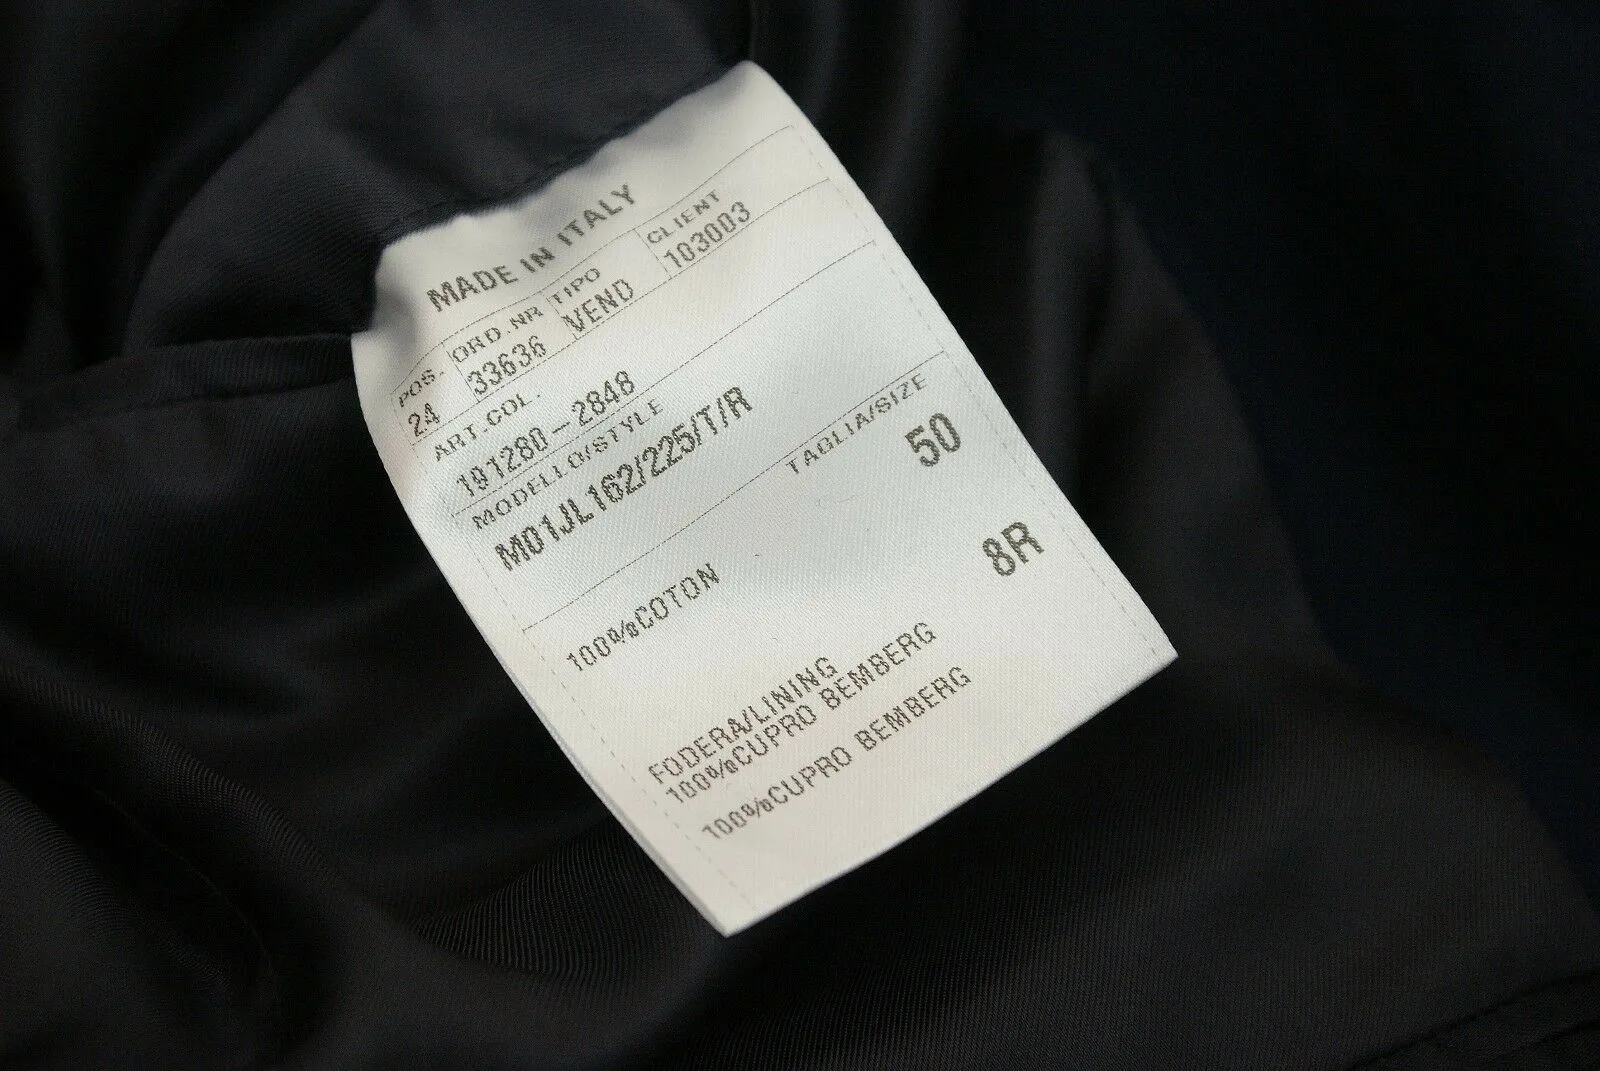 MADE IN ITALY
POS. ORD.NR TIPO CLIENT
24 33636 VEND 103003
ART.COL.
191280-2848
MODELLO/STYLE TAGLIA/SIZE
M01JL162/225/T/R 50
8R
100%COTON
FODERA/LINING
100%CUPRO BEMBERG
100%CUPRO BEMBERG